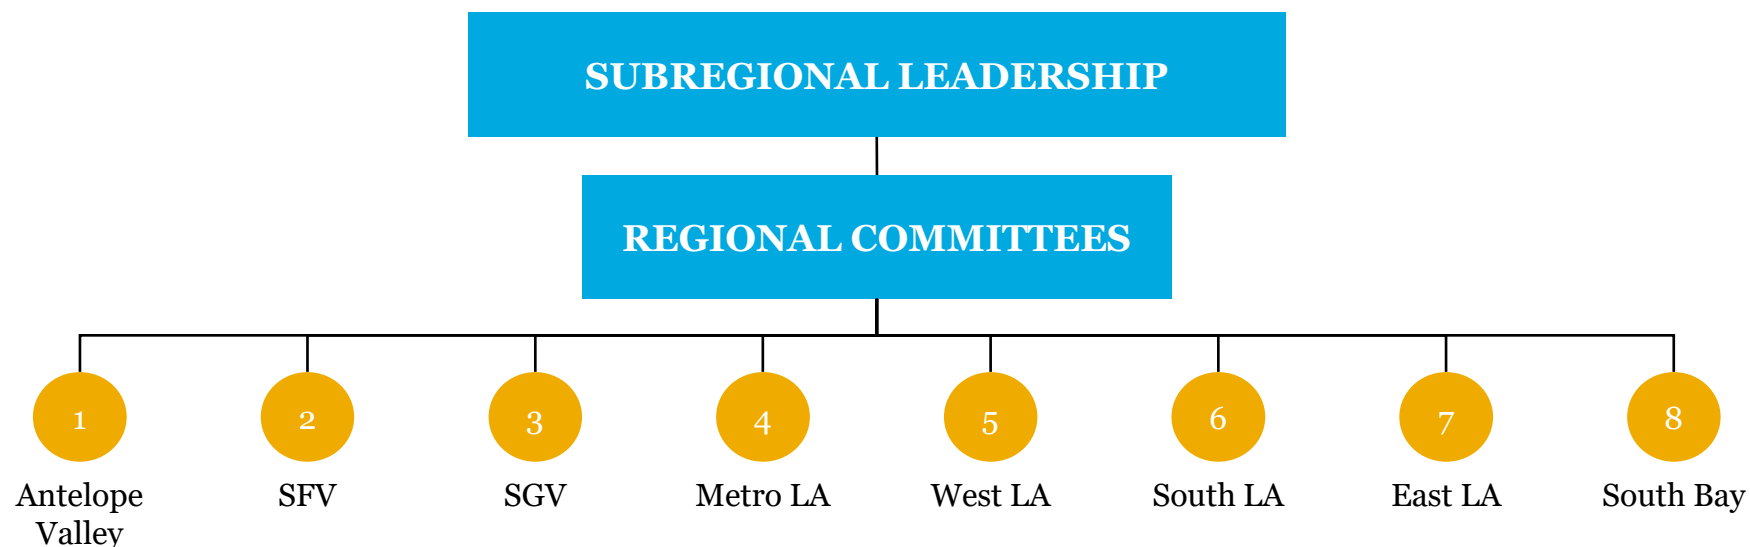 SUBREGIONAL LEADERSHIP
REGIONAL COMMITTEES
1
2
3
4
5
6
7
8
Antelope
Valley
SFV
SGV
Metro LA
West LA
South LA
East LA
South Bay